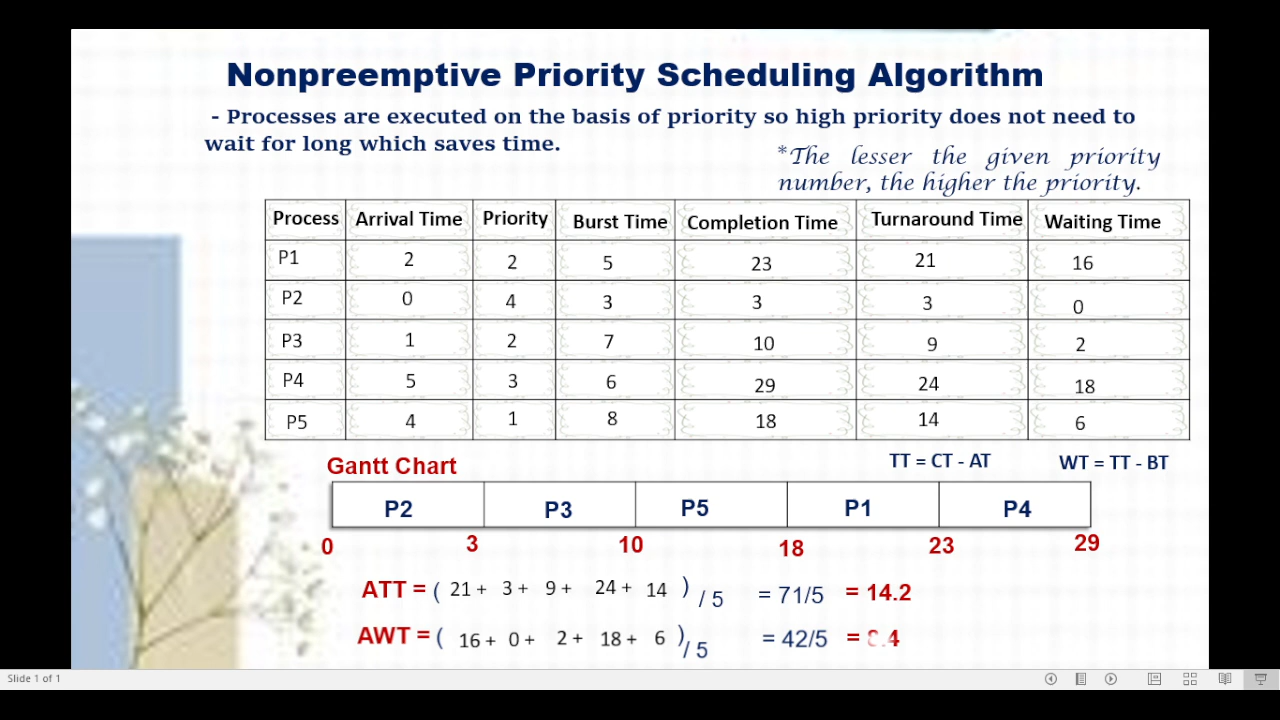 Nonpreemptive Priority Scheduling Algorithm
- Processes are executed on the basis of priority so high priority does not need to
wait for long which saves time.
*The lesser the given priority
number, the higher the priority.
Process Arrival Time Priority Burst Time Completion Time Turnaround Time Waiting Time
P1 2 2 5 23 21 16
P2 0 4 3 3 3 0
P3 1 2 7 10 9 2
P4 5 3 6 29 24 18
P5 4 1 8 18 14 6
Gantt Chart
TT = CT - AT WT = TT - BT
P2 P3 P5 P1 P4
0 3 10 18 23 29
ATT = ( 21 + 3 + 9 + 24 + 14 ) / 5 = 71/5 = 14.2
AWT = ( 16 + 0 + 2 + 18 + 6 ) / 5 = 42/5 = 8.4
Slide 1 of 1